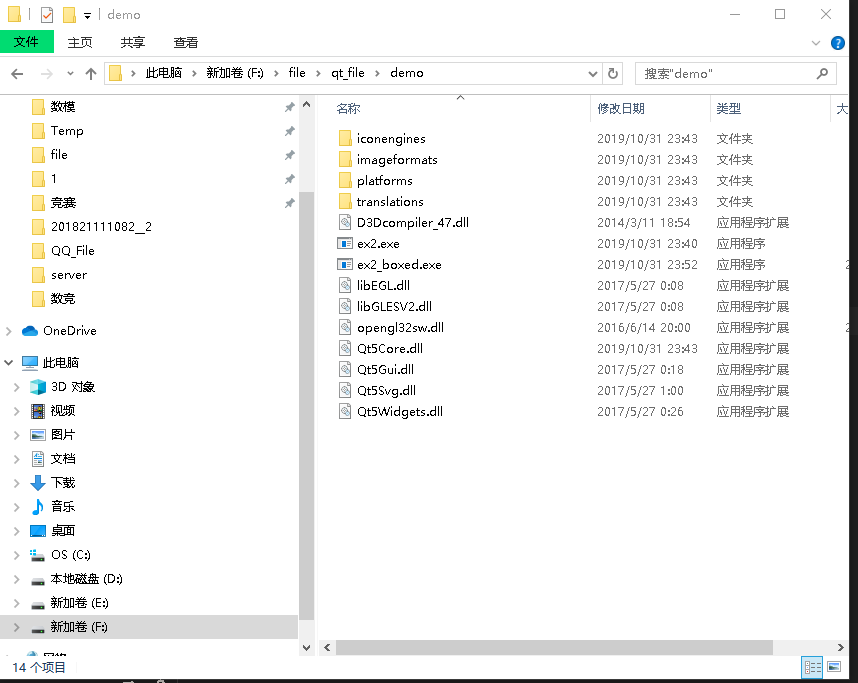 demo
文件 主页 共享 查看
此电脑 新加卷 (F:) file qt_file demo 搜索"demo"
数模
Temp
file
1
竞赛
201821111082__2
QQ_File
server
数竞
OneDrive
此电脑
3D 对象
视频
图片
文档
下载
音乐
桌面
OS (C:)
本地磁盘 (D:)
新加卷 (E:)
新加卷 (F:)
网络
名称 修改日期 类型 大
iconengines 2019/10/31 23:43 文件夹
imageformats 2019/10/31 23:43 文件夹
platforms 2019/10/31 23:43 文件夹
translations 2019/10/31 23:43 文件夹
D3Dcompiler_47.dll 2014/3/11 18:54 应用程序扩展
ex2.exe 2019/10/31 23:40 应用程序
ex2_boxed.exe 2019/10/31 23:52 应用程序 2
libEGL.dll 2017/5/27 0:08 应用程序扩展
libGLESV2.dll 2017/5/27 0:08 应用程序扩展
opengl32sw.dll 2016/6/14 20:00 应用程序扩展 2
Qt5Core.dll 2019/10/31 23:43 应用程序扩展
Qt5Gui.dll 2017/5/27 0:18 应用程序扩展
Qt5Svg.dll 2017/5/27 1:00 应用程序扩展
Qt5Widgets.dll 2017/5/27 0:26 应用程序扩展
14 个项目